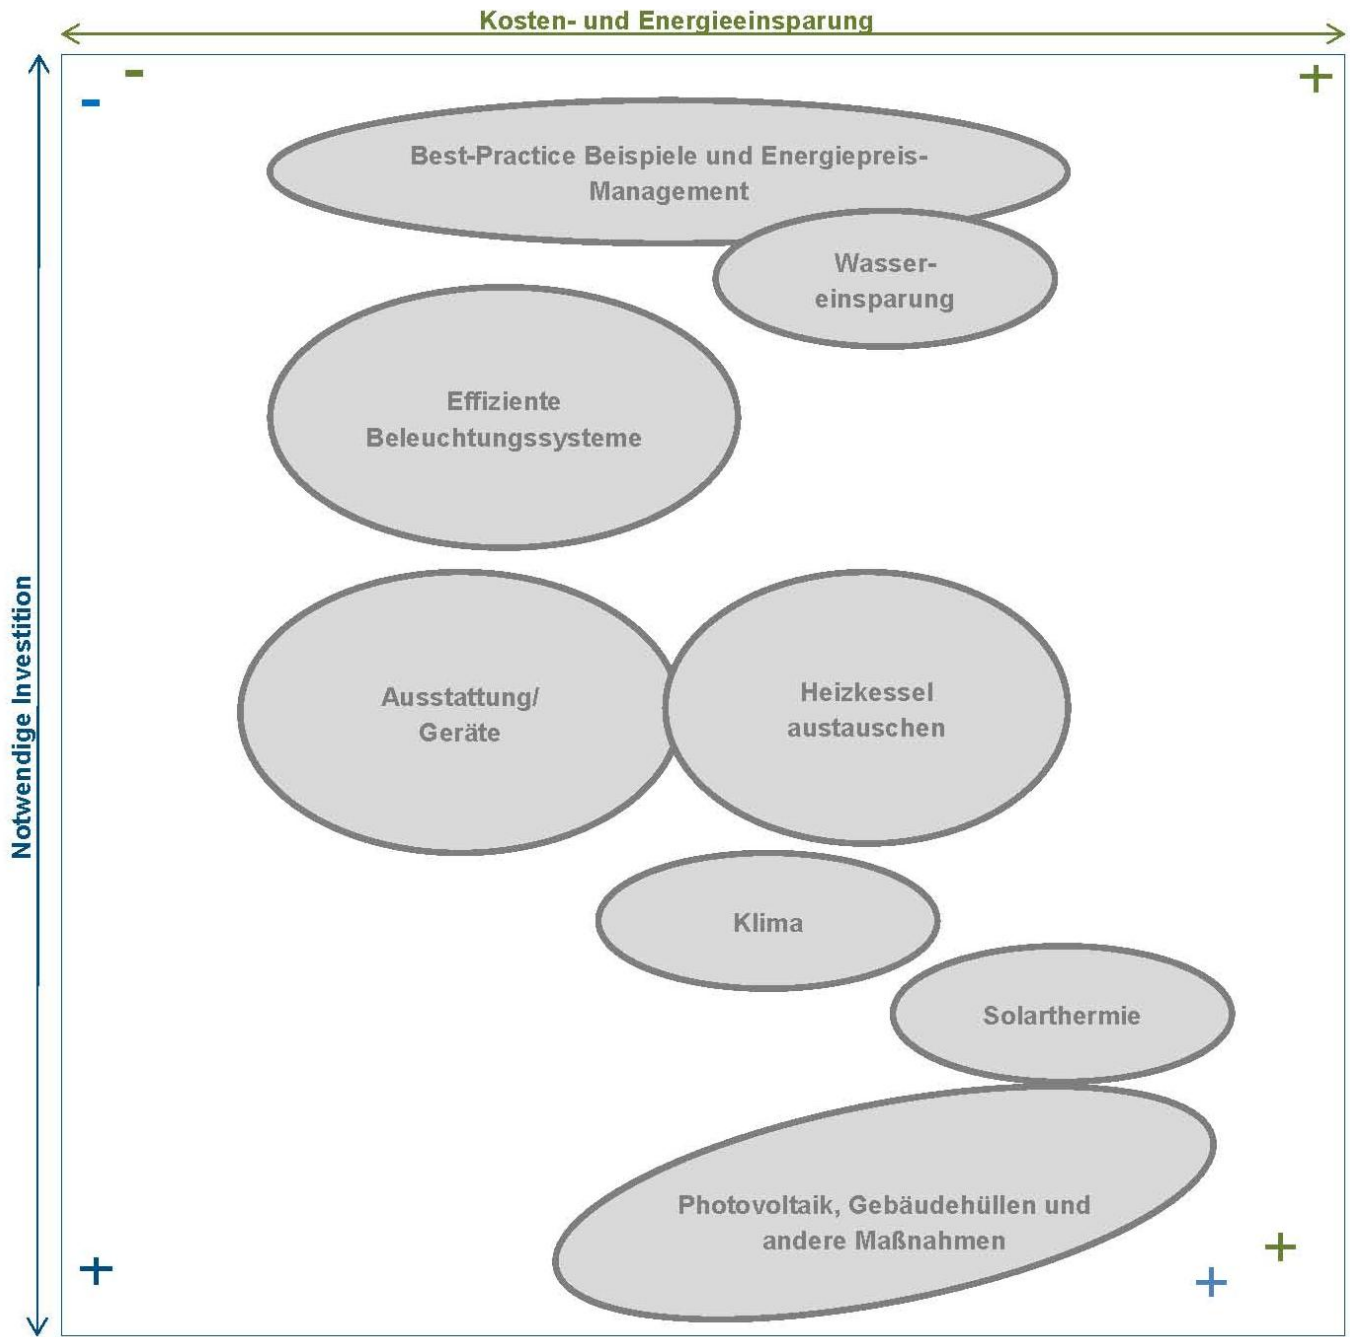 Kosten- und Energieeinsparung
-
+
-
Best-Practice Beispiele und Energiepreis-
Management
Wasser-
einsparung
Effiziente
Beleuchtungssysteme
Notwendige Investition
Ausstattung/
Geräte
Heizkessel
austauschen
Klima
Solarthermie
Photovoltaik, Gebäudehüllen und
andere Maßnahmen
+
+
+